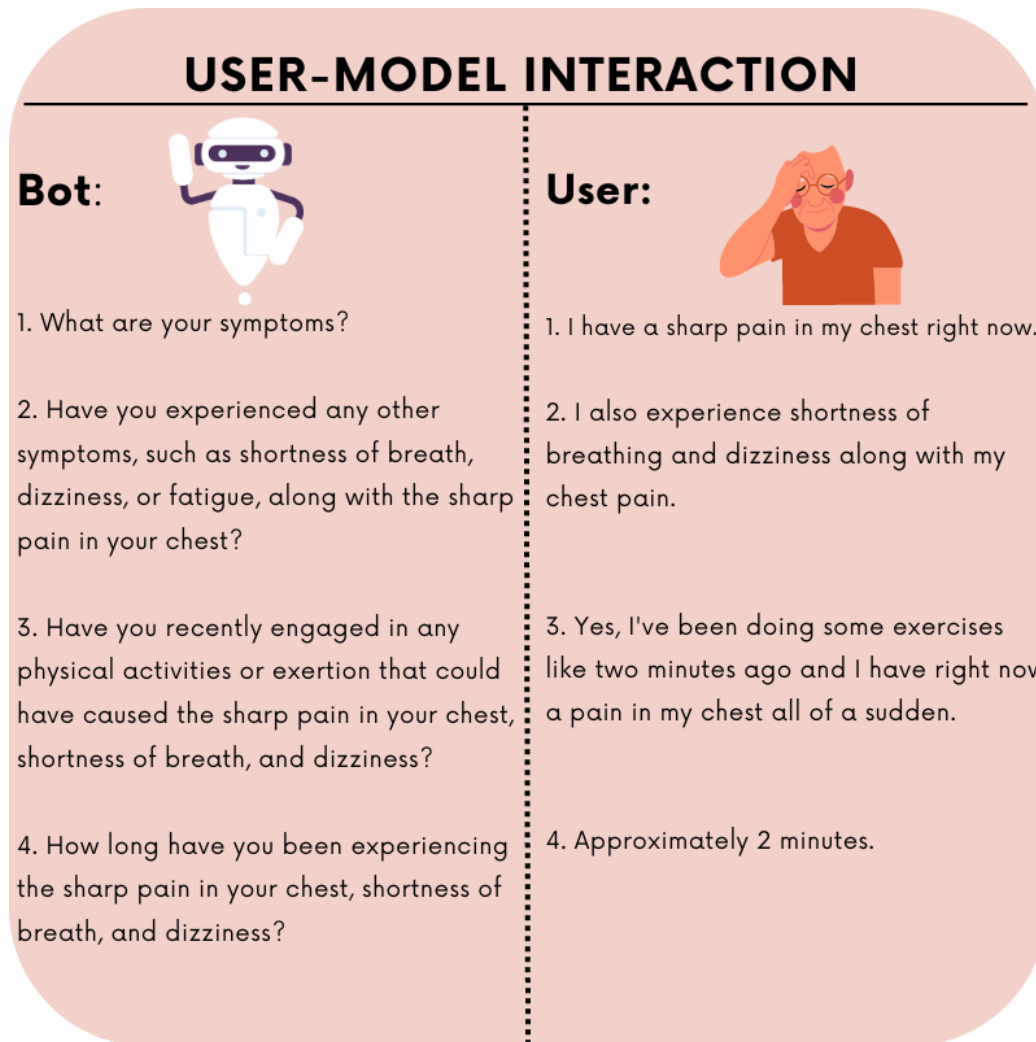 USER-MODEL INTERACTION
Bot:
1. What are your symptoms?
2. Have you experienced any other
symptoms, such as shortness of breath,
dizziness, or fatigue, along with the sharp
pain in your chest?
3. Have you recently engaged in any
physical activities or exertion that could
have caused the sharp pain in your chest,
shortness of breath, and dizziness?
4. How long have you been experiencing
the sharp pain in your chest, shortness of
breath, and dizziness?
User:
1. I have a sharp pain in my chest right now.
2. I also experience shortness of
breathing and dizziness along with my
chest pain.
3. Yes, I've been doing some exercises
like two minutes ago and I have right now
a pain in my chest all of a sudden.
4. Approximately 2 minutes.